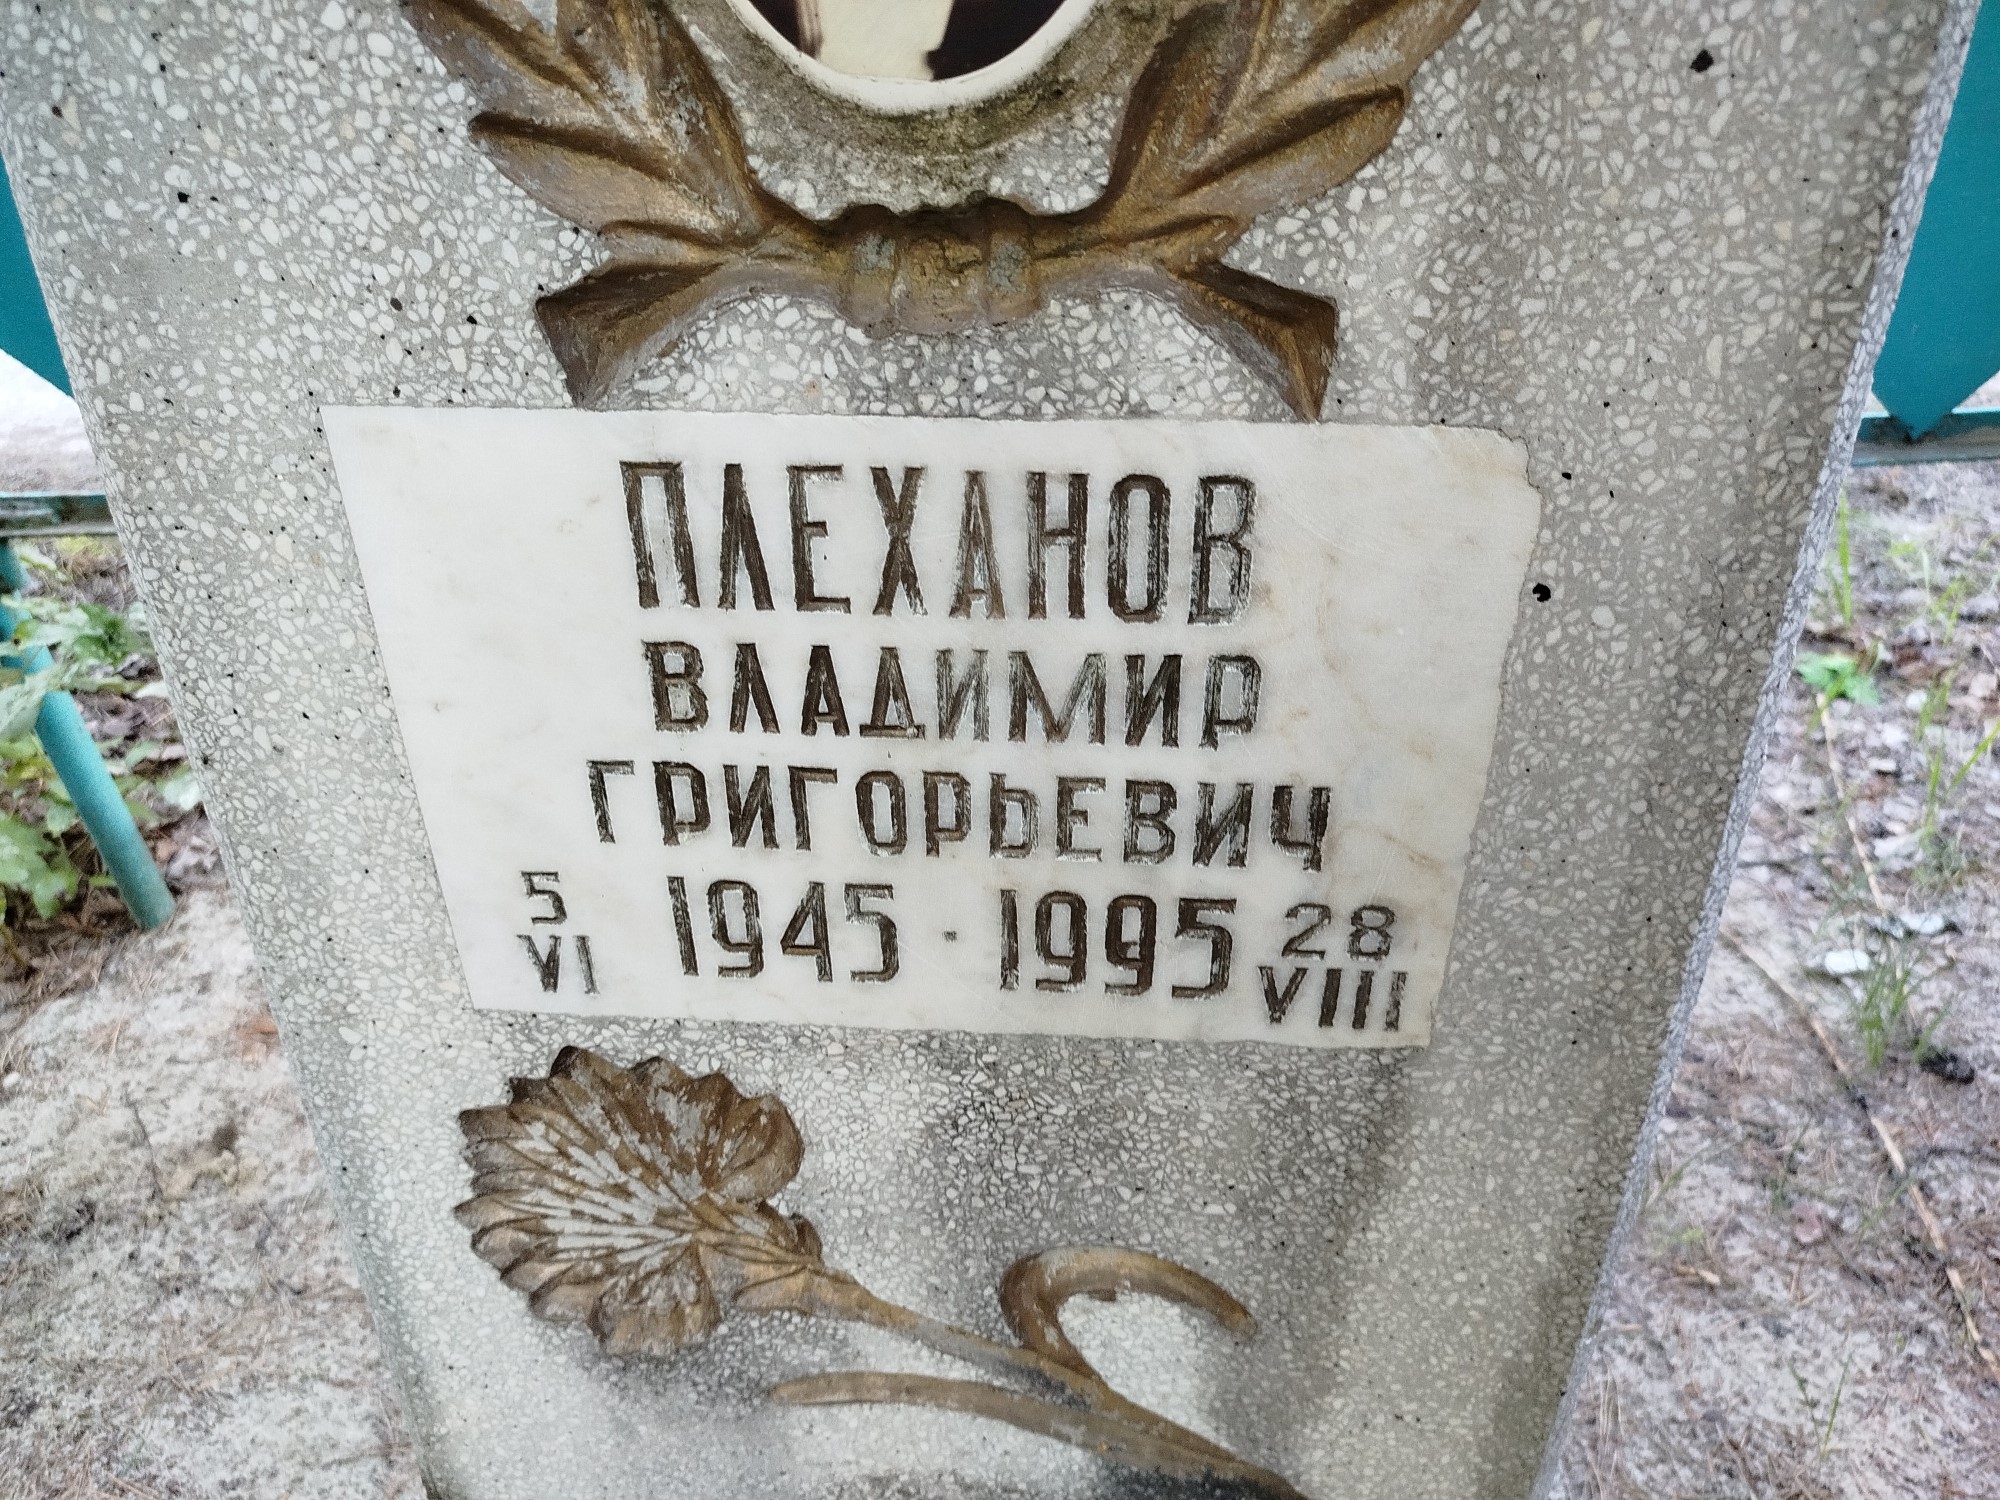 ПЛЕХАНОВ
ВЛАДИМИР
ГРИГОРЬЕВИЧ
5 VI 1945 - 1995 28 VIII